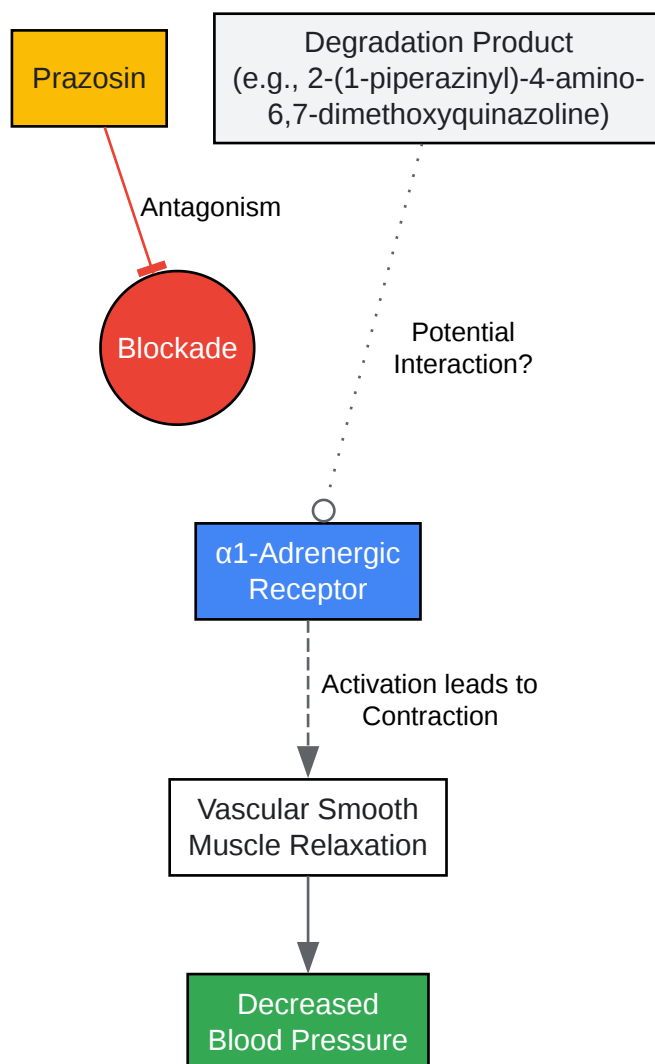 Prazosin
Degradation Product
(e.g., 2-(1-piperazinyl)-4-amino-
6,7-dimethoxyquinazoline)
Antagonism
Blockade
Potential
Interaction?
α1-Adrenergic
Receptor
Activation leads to
Contraction
Vascular Smooth
Muscle Relaxation
Decreased
Blood Pressure